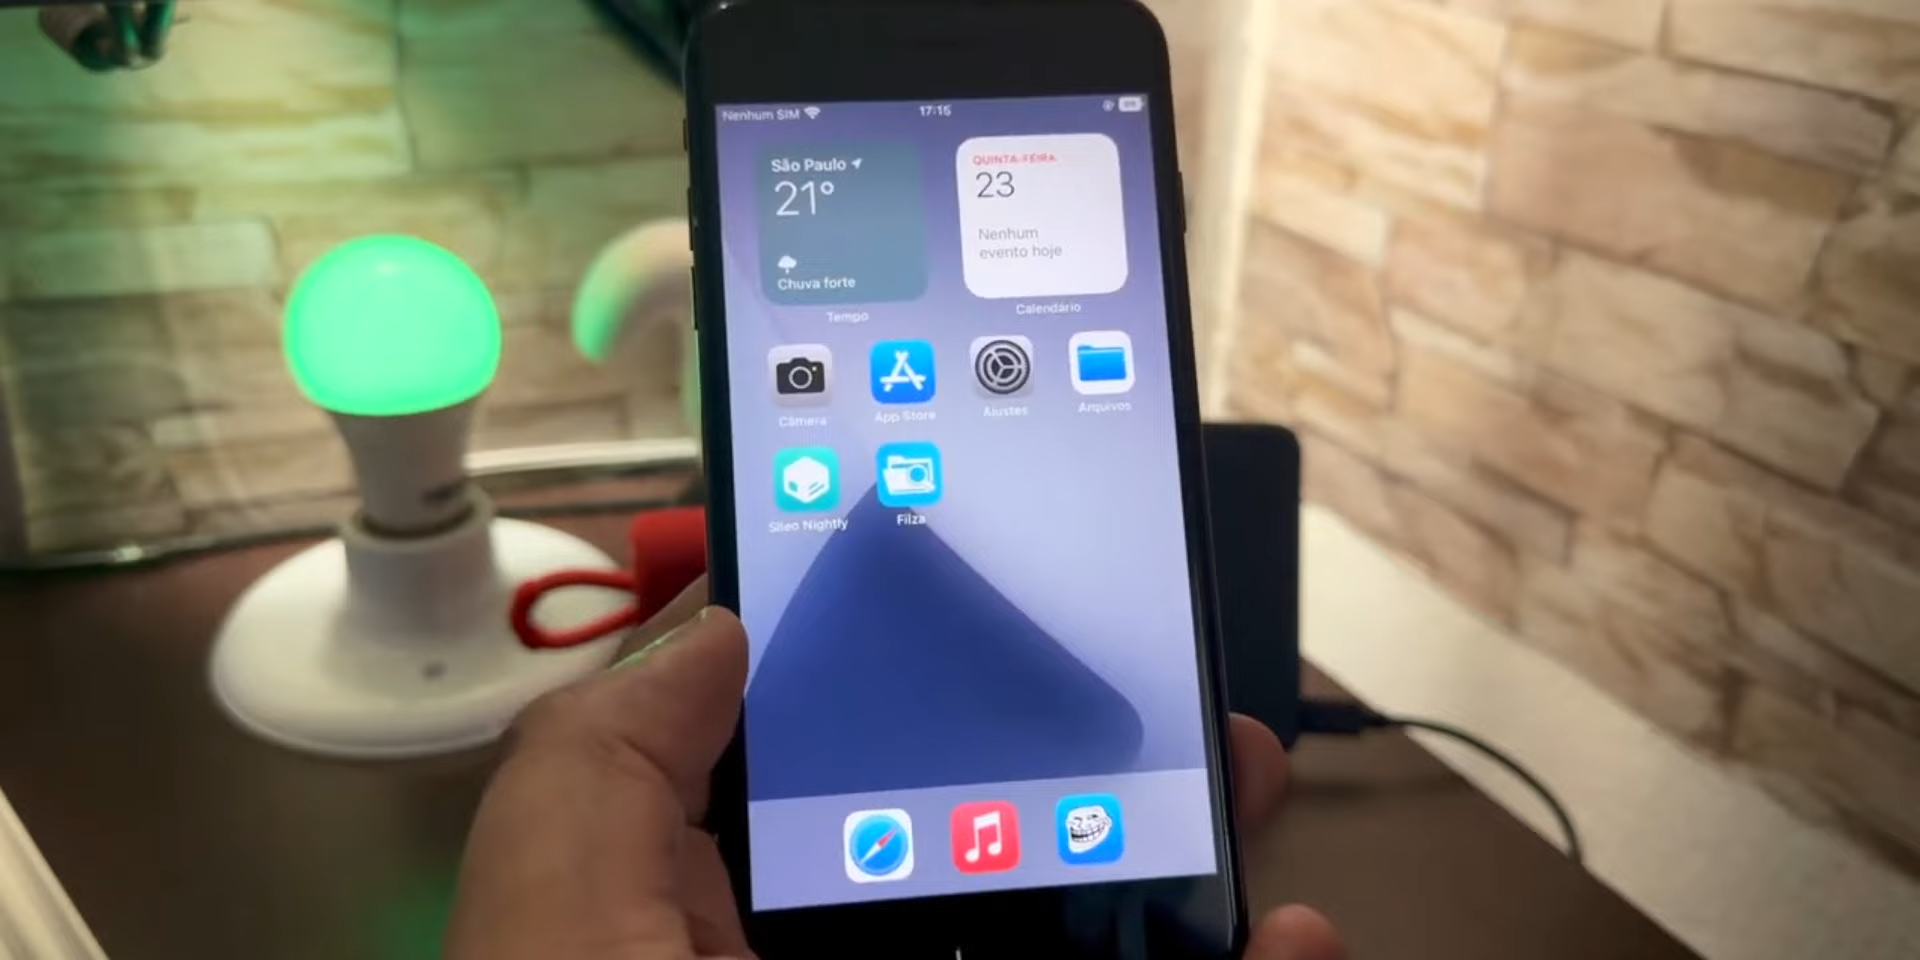 Nenhum SIM
17:15
São Paulo
21°
Chuva forte
Tempo
QUINTA-FEIRA
23
Nenhum
evento hoje
Calendário
Câmera
App Store
Ajustes
Arquivos
Sileo Nightly
Filza